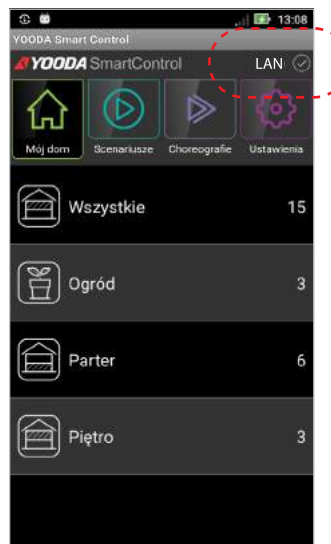 13:08
YOODA Smart Control
YOODA SmartControl LAN
Mój dom Scenariusze Choreografie Ustawienia
Wszystkie 15
Ogród 3
Parter 6
Piętro 3